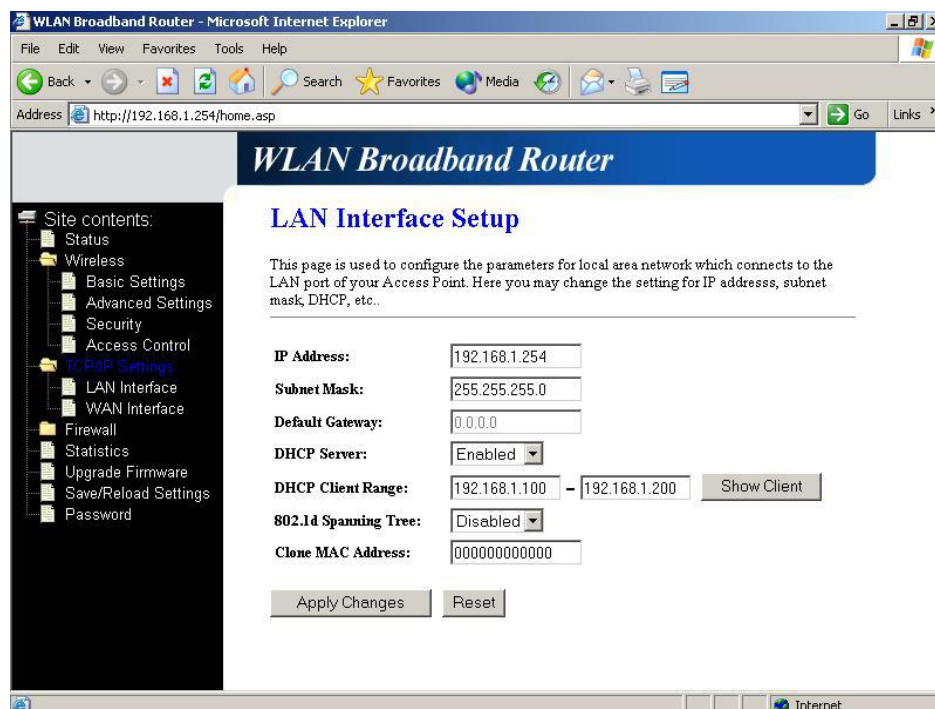 WLAN Broadband Router - Microsoft Internet Explorer
File Edit View Favorites Tools Help
Back Search Favorites Media
Address http://192.168.1.254/home.asp Go Links
WLAN Broadband Router
Site contents:
Status
Wireless
Basic Settings
Advanced Settings
Security
Access Control
TCP/IP Settings
LAN Interface
WAN Interface
Firewall
Statistics
Upgrade Firmware
Save/Reload Settings
Password
LAN Interface Setup
This page is used to configure the parameters for local area network which connects to the
LAN port of your Access Point. Here you may change the setting for IP addresss, subnet
mask, DHCP, etc..
IP Address: 192.168.1.254
Subnet Mask: 255.255.255.0
Default Gateway: 0.0.0.0
DHCP Server: Enabled
DHCP Client Range: 192.168.1.100 – 192.168.1.200 Show Client
802.1d Spanning Tree: Disabled
Clone MAC Address: 000000000000
Apply Changes Reset
Internet